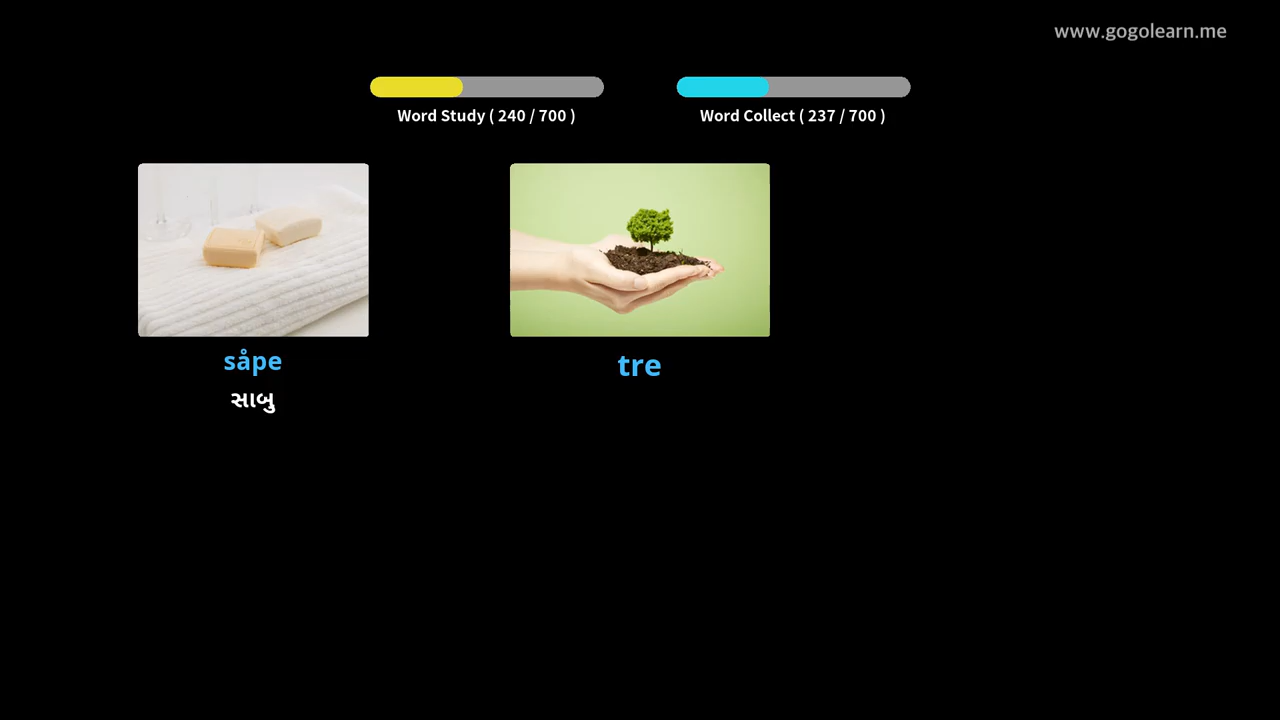 www.gogolearn.me
Word Study ( 240 / 700 )
Word Collect ( 237 / 700 )
såpe
સાબુ
tre